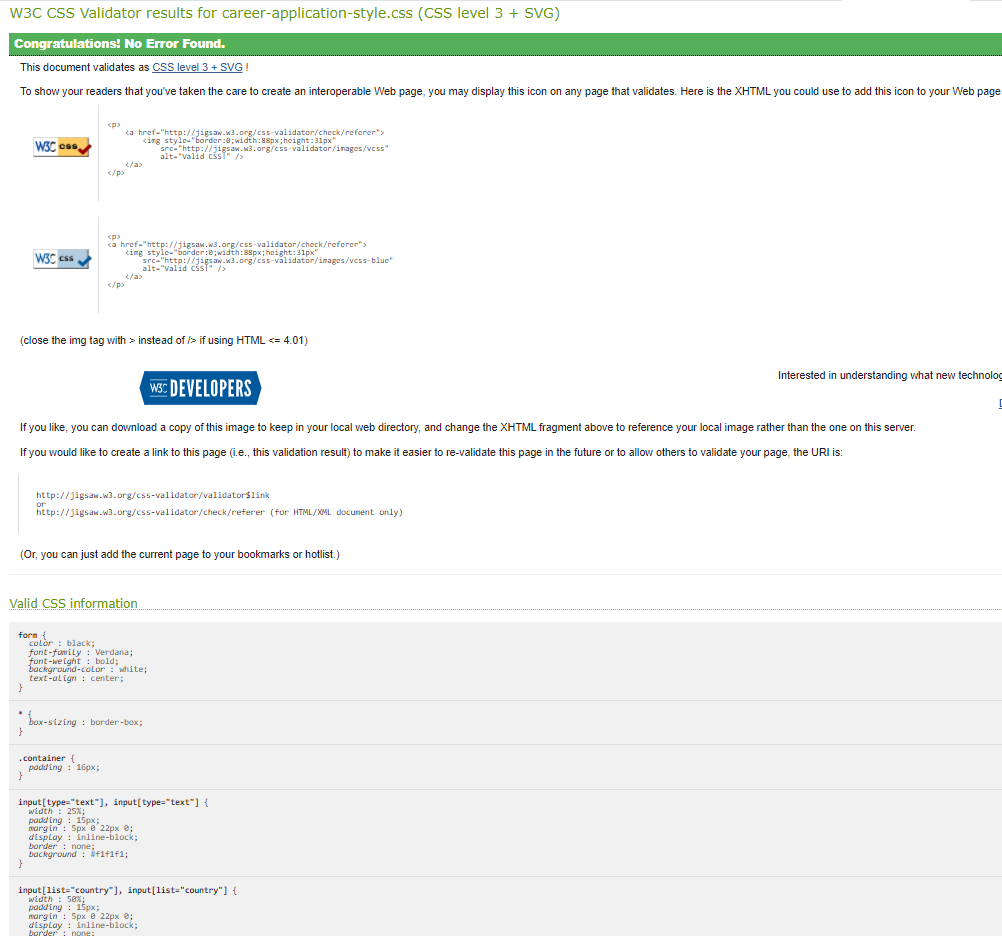 W3C CSS Validator results for career-application-style.css (CSS level 3 + SVG)
Congratulations! No Error Found.
This document validates as CSS level 3 + SVG !
To show your readers that you've taken the care to create an interoperable Web page, you may display this icon on any page that validates. Here is the XHTML you could use to add this icon to your Web page
W3C css
<p>
<a href="http://jigsaw.w3.org/css-validator/check/referer">
<img style="border:0;width:88px;height:31px"
src="http://jigsaw.w3.org/css-validator/images/vcss"
alt="Valid CSS!" />
</a>
</p>
W3C css
<p>
<a href="http://jigsaw.w3.org/css-validator/check/referer">
<img style="border:0;width:88px;height:31px"
src="http://jigsaw.w3.org/css-validator/images/vcss-blue"
alt="Valid CSS!" />
</a>
</p>
(close the img tag with > instead of /> if using HTML <= 4.01)
W3C DEVELOPERS
Interested in understanding what new technolog
If you like, you can download a copy of this image to keep in your local web directory, and change the XHTML fragment above to reference your local image rather than the one on this server.
If you would like to create a link to this page (i.e., this validation result) to make it easier to re-validate this page in the future or to allow others to validate your page, the URI is:
http://jigsaw.w3.org/css-validator/validator$link
or
http://jigsaw.w3.org/css-validator/check/referer (for HTML/XML document only)
(Or, you can just add the current page to your bookmarks or hotlist.)
Valid CSS information
form {
color : black;
font-family : Verdana;
font-weight : bold;
background-color : white;
text-align : center;
}
* {
box-sizing : border-box;
}
.container {
padding : 16px;
}
input[type="text"], input[type="text"] {
width : 25%;
padding : 15px;
margin : 5px 0 22px 0;
display : inline-block;
border : none;
background : #f1f1f1;
}
input[list="country"], input[list="country"] {
width : 50%;
padding : 15px;
margin : 5px 0 22px 0;
display : inline-block;
border : none;